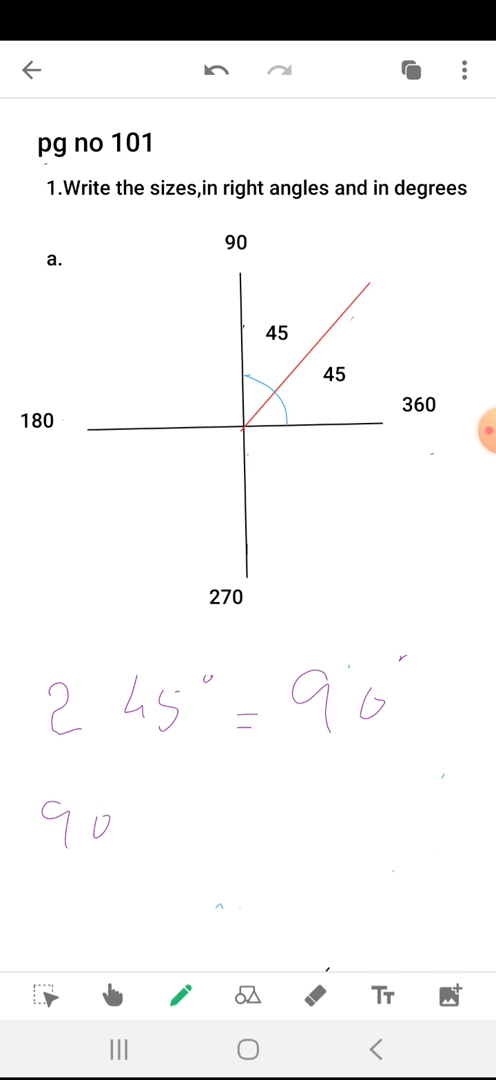 pg no 101
1.Write the sizes,in right angles and in degrees
90
a.
45
45
360
180
270
2 45° = 90°
90